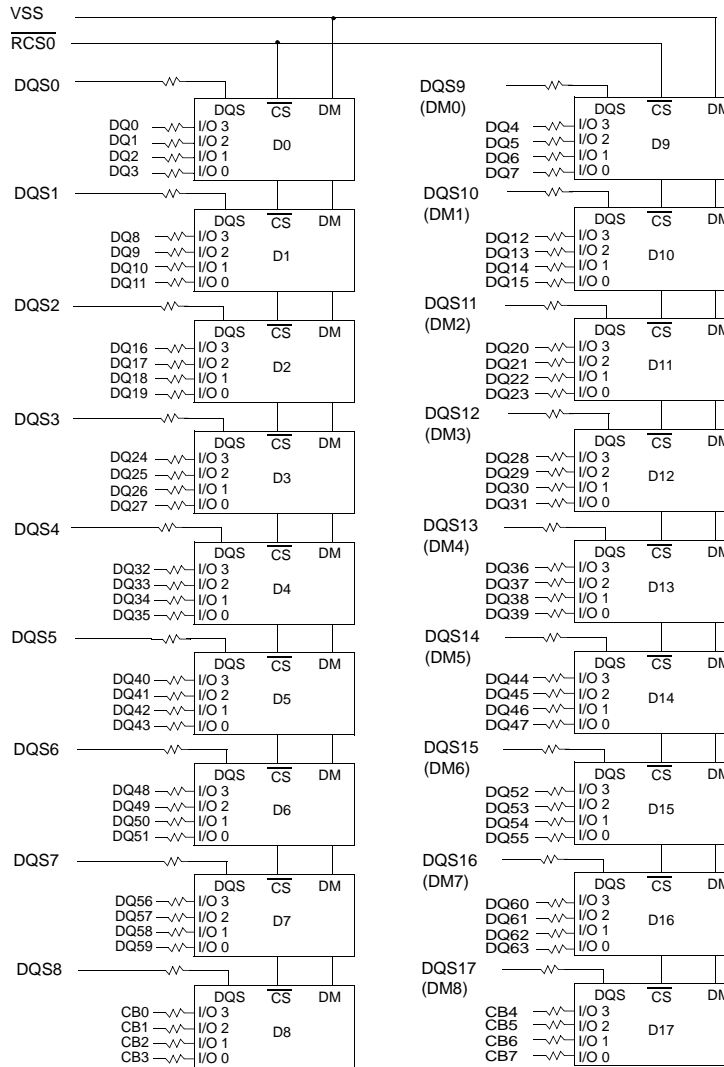 VSS
RCS0
DQS0
DQS CS DM
DQ0 I/O 3
DQ1 I/O 2 D0
DQ2 I/O 1
DQ3 I/O 0
DQS1
DQS CS DM
DQ8 I/O 3
DQ9 I/O 2 D1
DQ10 I/O 1
DQ11 I/O 0
DQS2
DQS CS DM
DQ16 I/O 3
DQ17 I/O 2 D2
DQ18 I/O 1
DQ19 I/O 0
DQS3
DQS CS DM
DQ24 I/O 3
DQ25 I/O 2 D3
DQ26 I/O 1
DQ27 I/O 0
DQS4
DQS CS DM
DQ32 I/O 3
DQ33 I/O 2 D4
DQ34 I/O 1
DQ35 I/O 0
DQS5
DQS CS DM
DQ40 I/O 3
DQ41 I/O 2 D5
DQ42 I/O 1
DQ43 I/O 0
DQS6
DQS CS DM
DQ48 I/O 3
DQ49 I/O 2 D6
DQ50 I/O 1
DQ51 I/O 0
DQS7
DQS CS DM
DQ56 I/O 3
DQ57 I/O 2 D7
DQ58 I/O 1
DQ59 I/O 0
DQS8
DQS CS DM
CB0 I/O 3
CB1 I/O 2 D8
CB2 I/O 1
CB3 I/O 0
DQS9
(DM0) DQS CS DM
DQ4 I/O 3
DQ5 I/O 2 D9
DQ6 I/O 1
DQ7 I/O 0
DQS10
(DM1) DQS CS DM
DQ12 I/O 3
DQ13 I/O 2 D10
DQ14 I/O 1
DQ15 I/O 0
DQS11
(DM2) DQS CS DM
DQ20 I/O 3
DQ21 I/O 2 D11
DQ22 I/O 1
DQ23 I/O 0
DQS12
(DM3) DQS CS DM
DQ28 I/O 3
DQ29 I/O 2 D12
DQ30 I/O 1
DQ31 I/O 0
DQS13
(DM4) DQS CS DM
DQ36 I/O 3
DQ37 I/O 2 D13
DQ38 I/O 1
DQ39 I/O 0
DQS14
(DM5) DQS CS DM
DQ44 I/O 3
DQ45 I/O 2 D14
DQ46 I/O 1
DQ47 I/O 0
DQS15
(DM6) DQS CS DM
DQ52 I/O 3
DQ53 I/O 2 D15
DQ54 I/O 1
DQ55 I/O 0
DQS16
(DM7) DQS CS DM
DQ60 I/O 3
DQ61 I/O 2 D16
DQ62 I/O 1
DQ63 I/O 0
DQS17
(DM8) DQS CS DM
CB4 I/O 3
CB5 I/O 2 D17
CB6 I/O 1
CB7 I/O 0